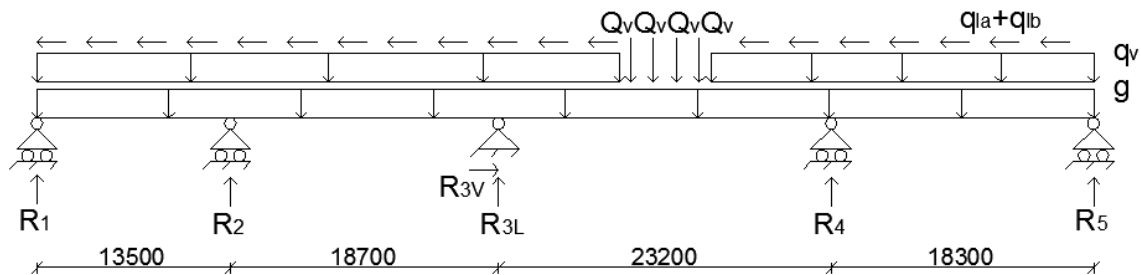 QvQvQvQv
qla+qlb
qv
g
R3V
R1 R2 R3L R4 R5
13500 18700 23200 18300